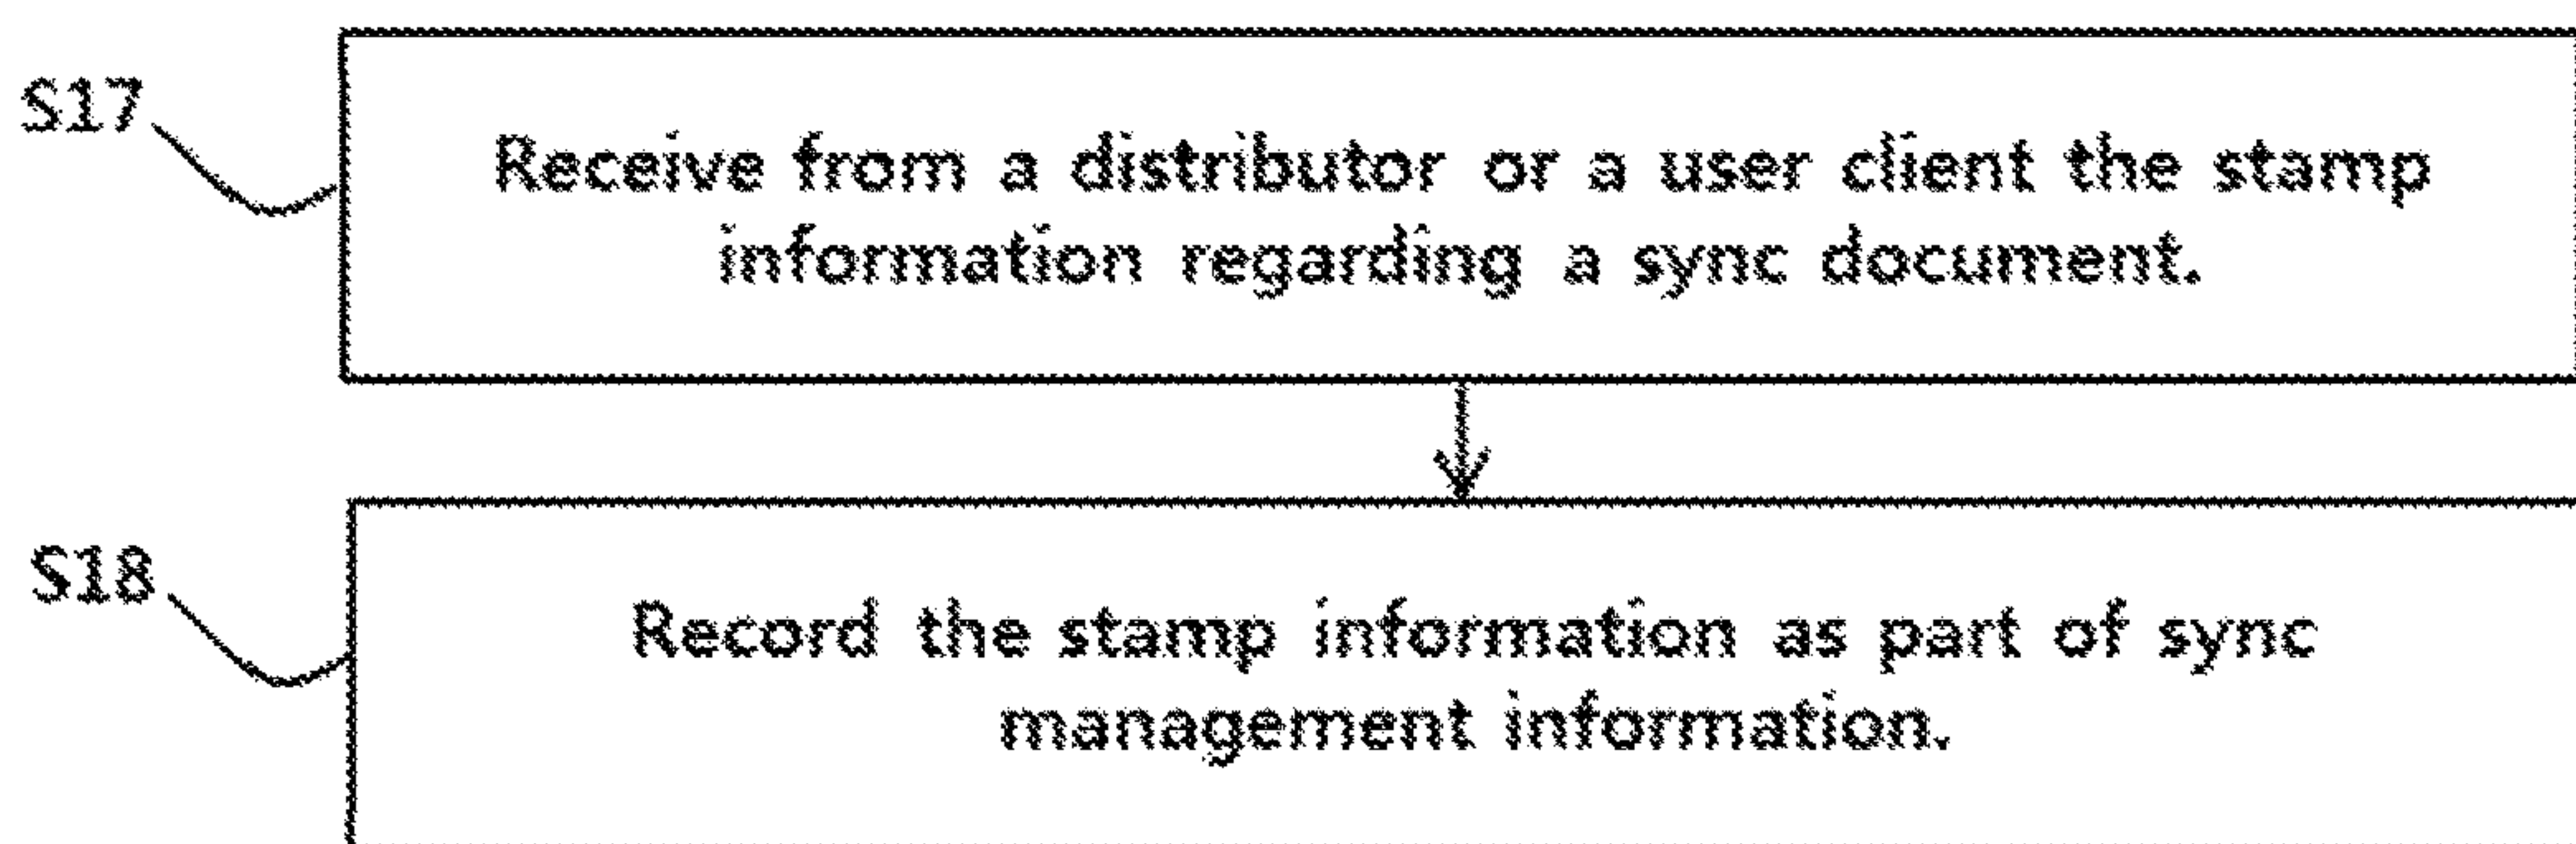 S17
Receive from a distributor or a user client the stamp
information regarding a sync document.
S18
Record the stamp information as part of sync
management information.